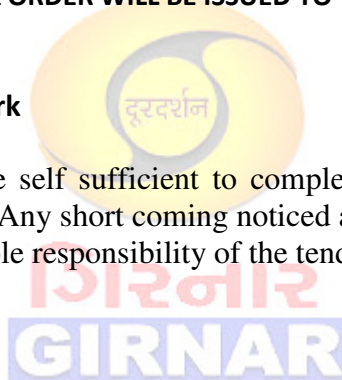 ORDER WILL BE ISSUED TO
rk
दूरदर्शन
e self sufficient to comple
Any short coming noticed a
le responsibility of the tend
ગિરનાર
GIRNAR